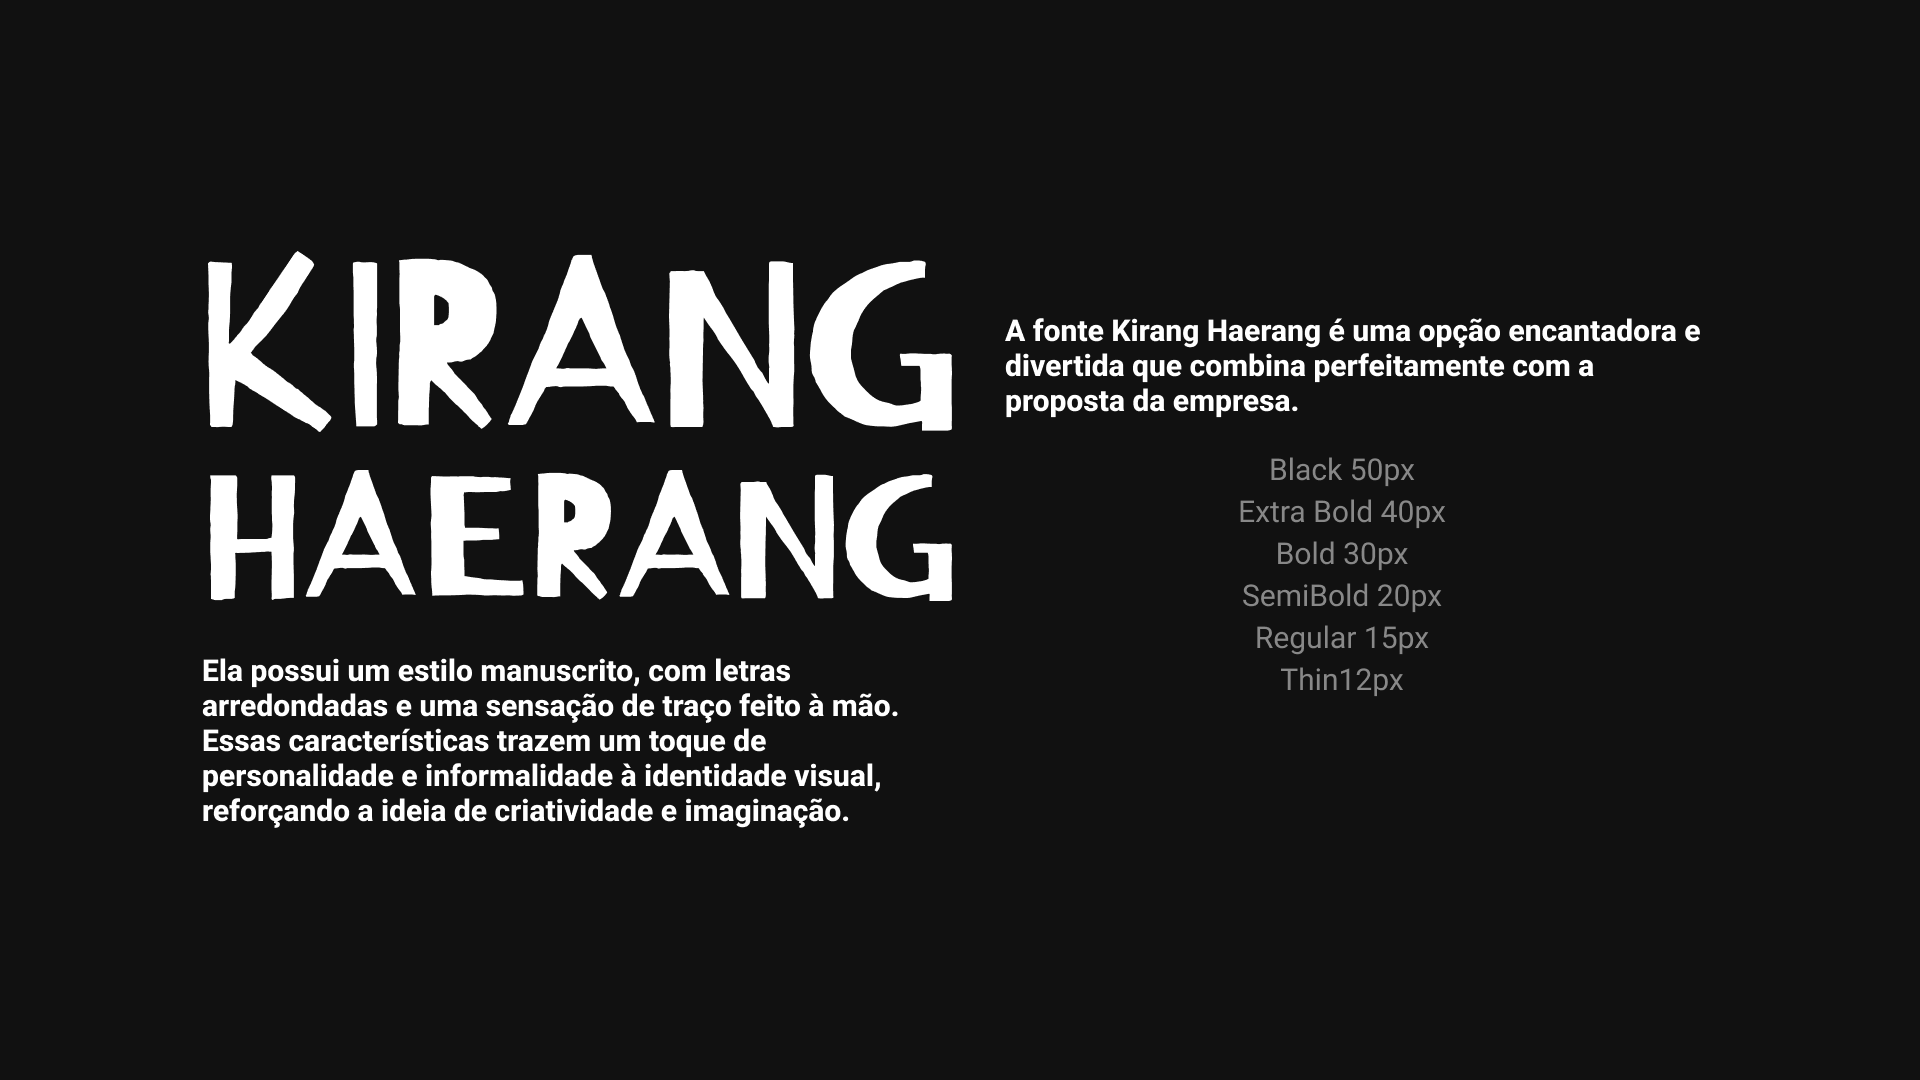 KIRANG
HAERANG
Ela possui um estilo manuscrito, com letras
arredondadas e uma sensação de traço feito à mão.
Essas características trazem um toque de
personalidade e informalidade à identidade visual,
reforçando a ideia de criatividade e imaginação.
A fonte Kirang Haerang é uma opção encantadora e
divertida que combina perfeitamente com a
proposta da empresa.
Black 50px
Extra Bold 40px
Bold 30px
SemiBold 20px
Regular 15px
Thin12px